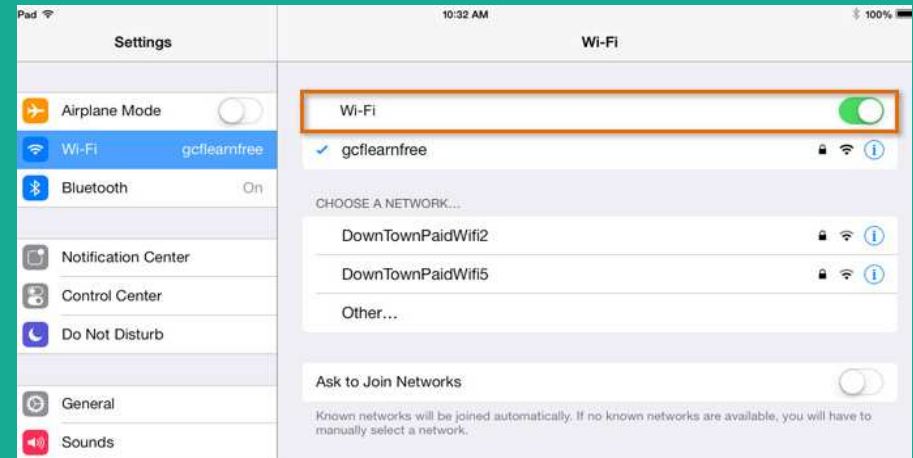 Pad 10:32 AM 100%
Settings
Airplane Mode
Wi-Fi gcflearnfree
Bluetooth On
Notification Center
Control Center
Do Not Disturb
General
Sounds
Wi-Fi
Wi-Fi
gcflearnfree
CHOOSE A NETWORK...
DownTownPaidWifi2
DownTownPaidWifi5
Other...
Ask to Join Networks
Known networks will be joined automatically. If no known networks are available, you will have to
manually select a network.